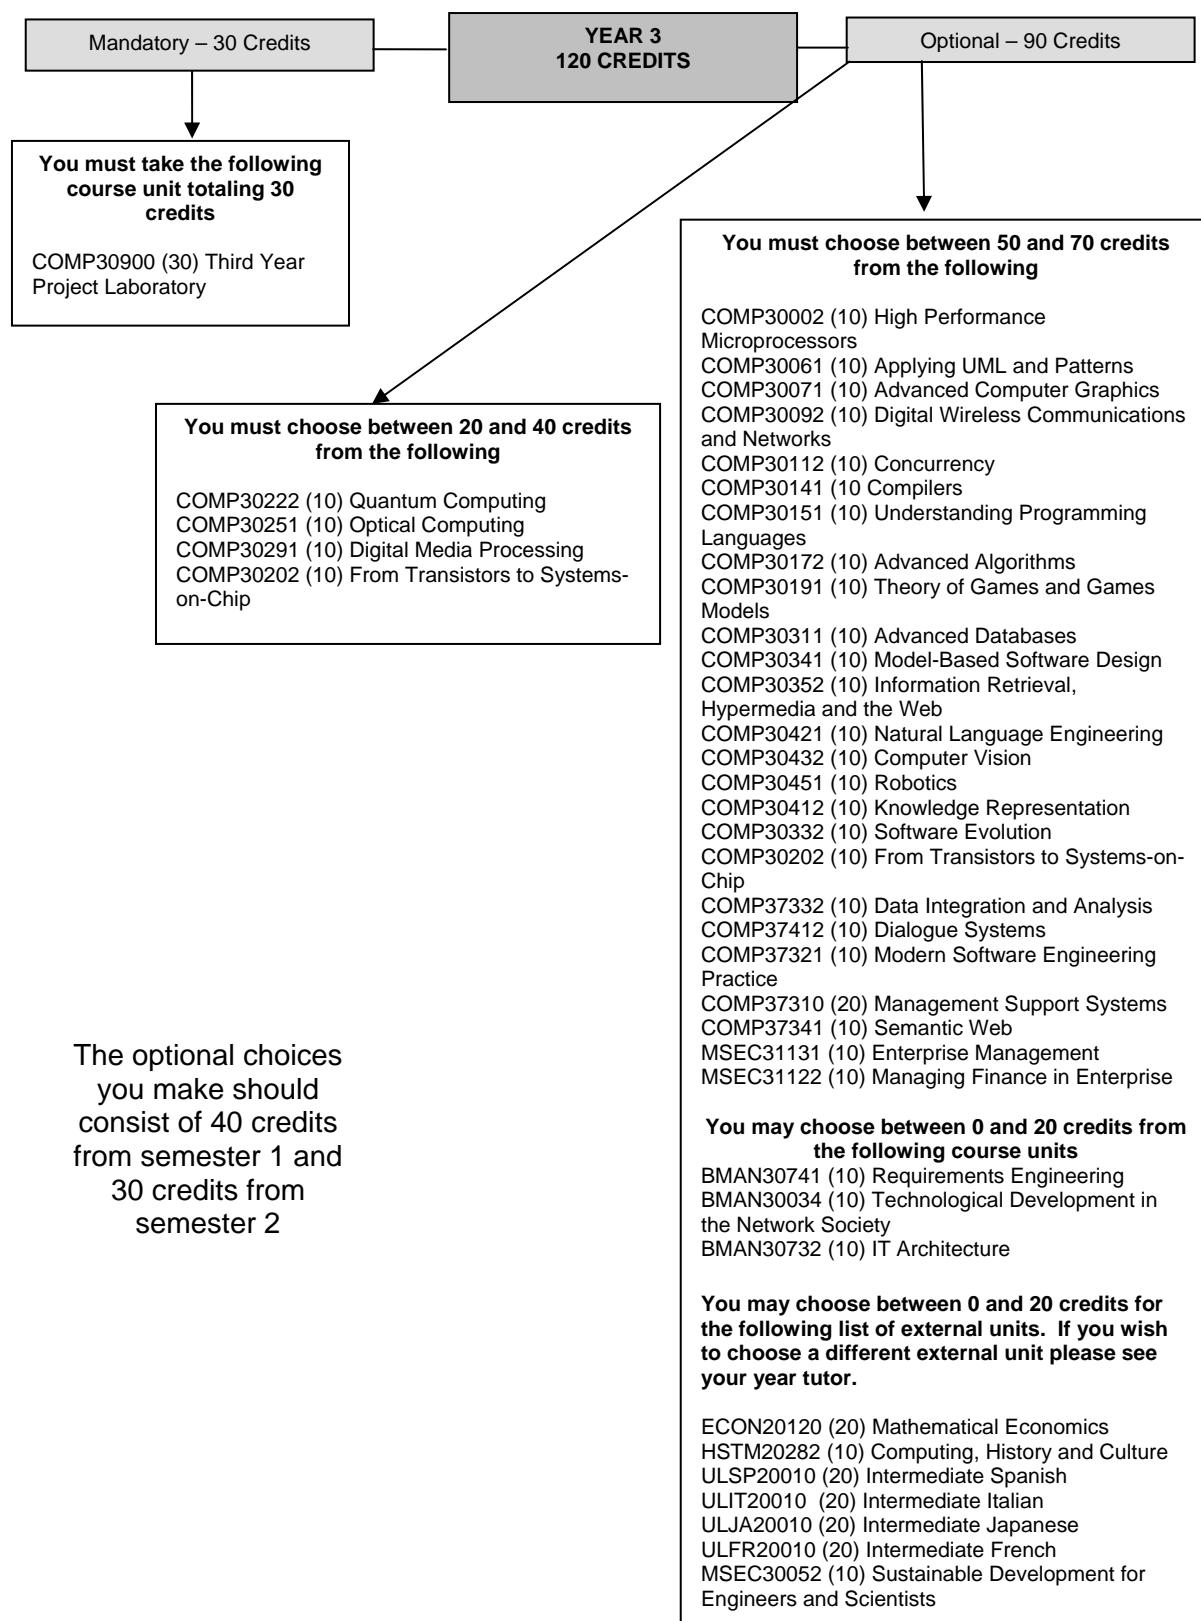 Mandatory – 30 Credits
YEAR 3
120 CREDITS
Optional – 90 Credits
You must take the following
course unit totaling 30
credits
COMP30900 (30) Third Year
Project Laboratory
You must choose between 20 and 40 credits
from the following
COMP30222 (10) Quantum Computing
COMP30251 (10) Optical Computing
COMP30291 (10) Digital Media Processing
COMP30202 (10) From Transistors to Systems-
on-Chip
You must choose between 50 and 70 credits
from the following
COMP30002 (10) High Performance
Microprocessors
COMP30061 (10) Applying UML and Patterns
COMP30071 (10) Advanced Computer Graphics
COMP30092 (10) Digital Wireless Communications
and Networks
COMP30112 (10) Concurrency
COMP30141 (10 Compilers
COMP30151 (10) Understanding Programming
Languages
COMP30172 (10) Advanced Algorithms
COMP30191 (10) Theory of Games and Games
Models
COMP30311 (10) Advanced Databases
COMP30341 (10) Model-Based Software Design
COMP30352 (10) Information Retrieval,
Hypermedia and the Web
COMP30421 (10) Natural Language Engineering
COMP30432 (10) Computer Vision
COMP30451 (10) Robotics
COMP30412 (10) Knowledge Representation
COMP30332 (10) Software Evolution
COMP30202 (10) From Transistors to Systems-on-
Chip
COMP37332 (10) Data Integration and Analysis
COMP37412 (10) Dialogue Systems
COMP37321 (10) Modern Software Engineering
Practice
COMP37310 (20) Management Support Systems
COMP37341 (10) Semantic Web
MSEC31131 (10) Enterprise Management
MSEC31122 (10) Managing Finance in Enterprise
You may choose between 0 and 20 credits from
the following course units
BMAN30741 (10) Requirements Engineering
BMAN30034 (10) Technological Development in
the Network Society
BMAN30732 (10) IT Architecture
You may choose between 0 and 20 credits for
the following list of external units.  If you wish
to choose a different external unit please see
your year tutor.
ECON20120 (20) Mathematical Economics
HSTM20282 (10) Computing, History and Culture
ULSP20010 (20) Intermediate Spanish
ULIT20010  (20) Intermediate Italian
ULJA20010 (20) Intermediate Japanese
ULFR20010 (20) Intermediate French
MSEC30052 (10) Sustainable Development for
Engineers and Scientists
The optional choices
you make should
consist of 40 credits
from semester 1 and
30 credits from
semester 2